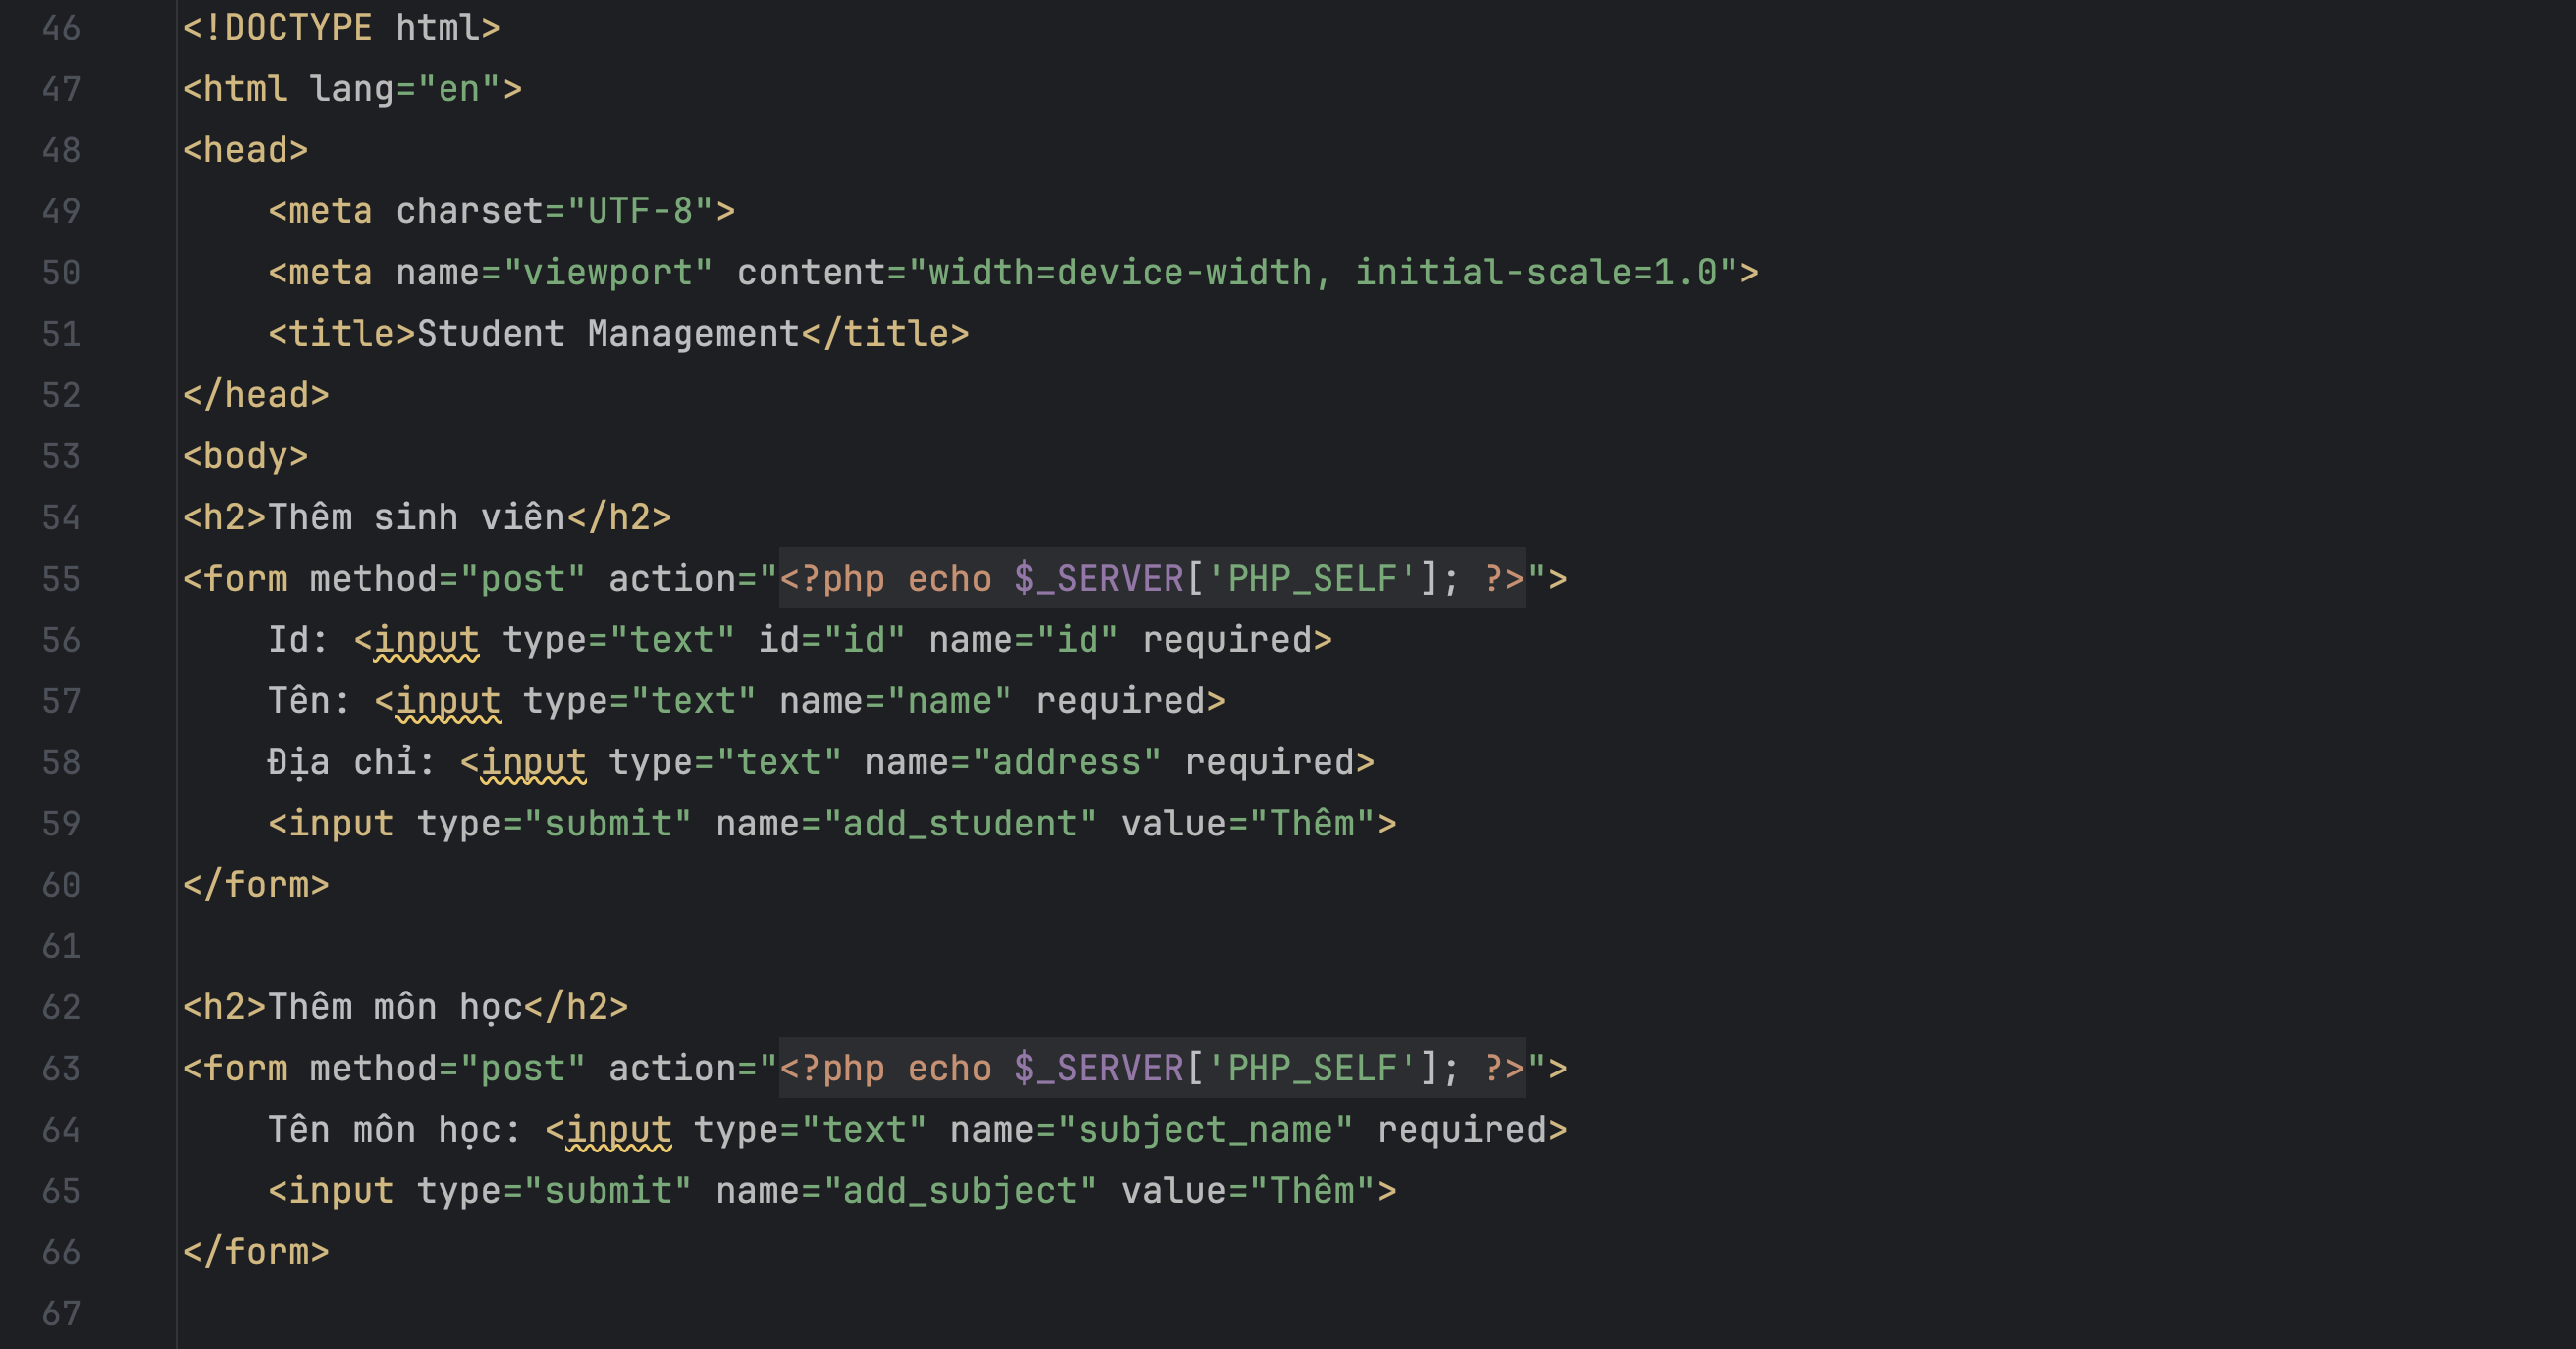 46 <!DOCTYPE html>
47 <html lang="en">
48 <head>
49     <meta charset="UTF-8">
50     <meta name="viewport" content="width=device-width, initial-scale=1.0">
51     <title>Student Management</title>
52 </head>
53 <body>
54 <h2>Thêm sinh viên</h2>
55 <form method="post" action="<?php echo $_SERVER['PHP_SELF']; ?>">
56     Id: <input type="text" id="id" name="id" required>
57     Tên: <input type="text" name="name" required>
58     Địa chỉ: <input type="text" name="address" required>
59     <input type="submit" name="add_student" value="Thêm">
60 </form>
61
62 <h2>Thêm môn học</h2>
63 <form method="post" action="<?php echo $_SERVER['PHP_SELF']; ?>">
64     Tên môn học: <input type="text" name="subject_name" required>
65     <input type="submit" name="add_subject" value="Thêm">
66 </form>
67